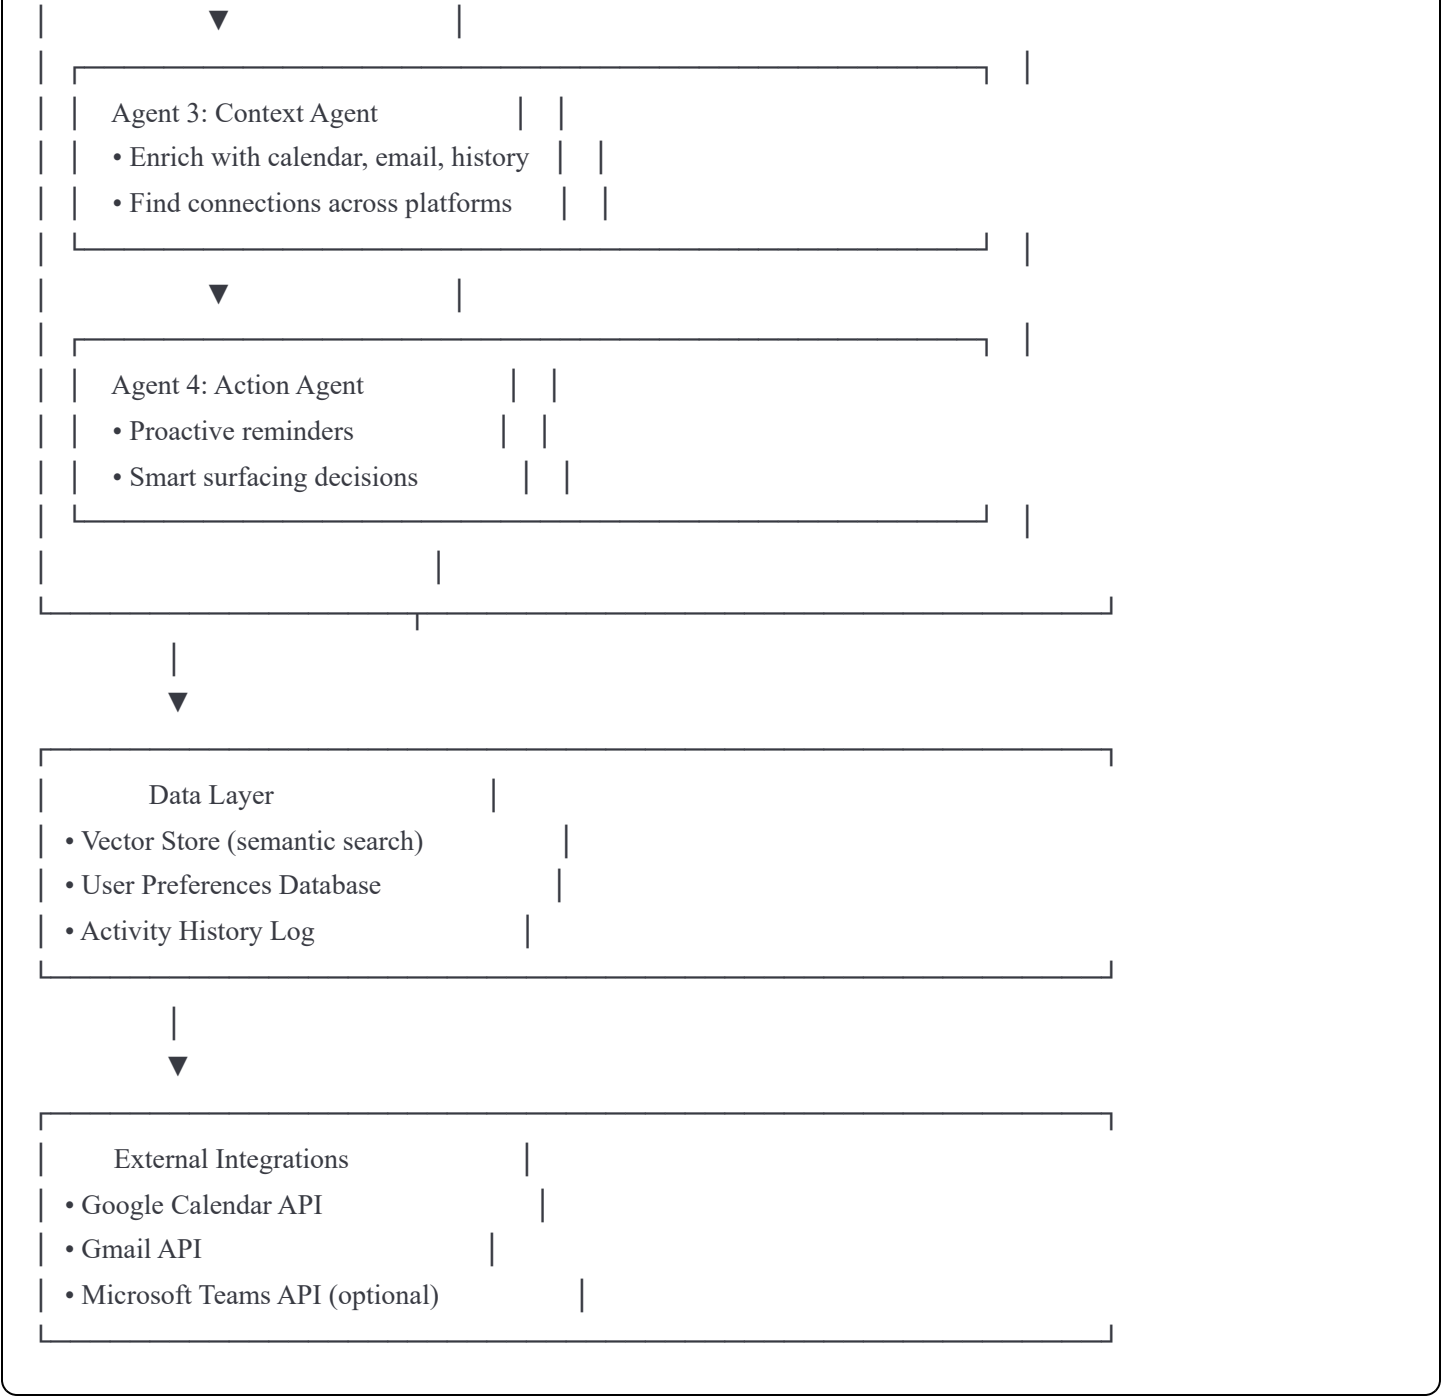 Agent 3: Context Agent
• Enrich with calendar, email, history
• Find connections across platforms
Agent 4: Action Agent
• Proactive reminders
• Smart surfacing decisions
Data Layer
• Vector Store (semantic search)
• User Preferences Database
• Activity History Log
External Integrations
• Google Calendar API
• Gmail API
• Microsoft Teams API (optional)